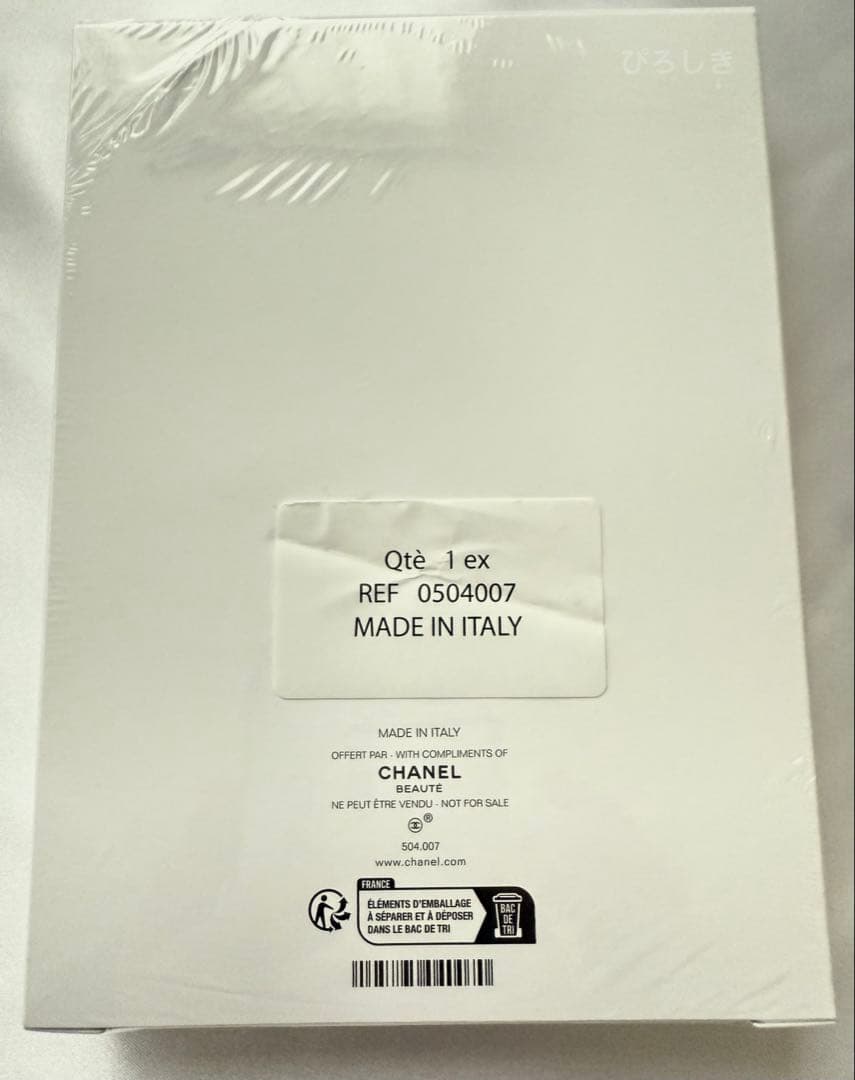 ぴろしき
Qtè 1 ex
REF 0504007
MADE IN ITALY
MADE IN ITALY
OFFERT PAR - WITH COMPLIMENTS OF
CHANEL
BEAUTÉ
NE PEUT ÊTRE VENDU - NOT FOR SALE
®
504.007
www.chanel.com
FRANCE
ÉLÉMENTS D'EMBALLAGE
À SÉPARER ET À DÉPOSER
DANS LE BAC DE TRI
BAC
DE
TRI